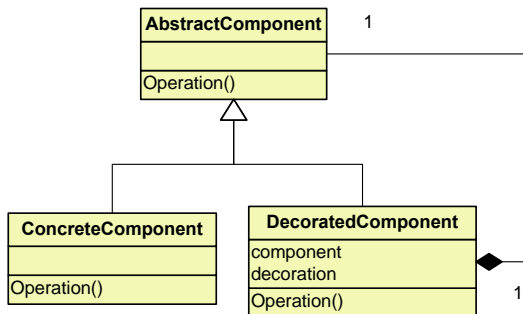 AbstractComponent
1
Operation()
ConcreteComponent
Operation()
DecoratedComponent
component
decoration
Operation()
1